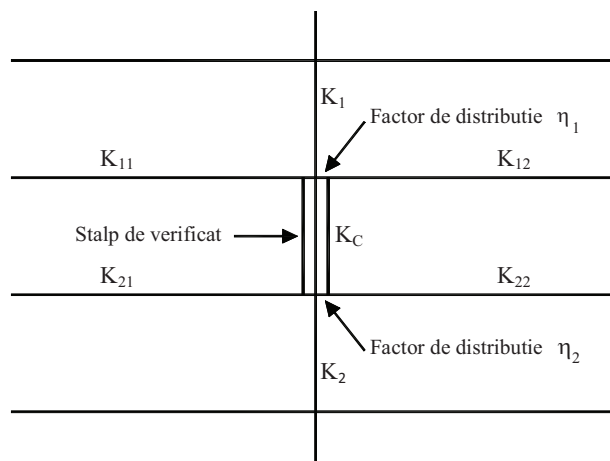 K1
Factor de distributie η1
K11
K12
Stalp de verificat
KC
K21
K22
Factor de distributie η2
K2